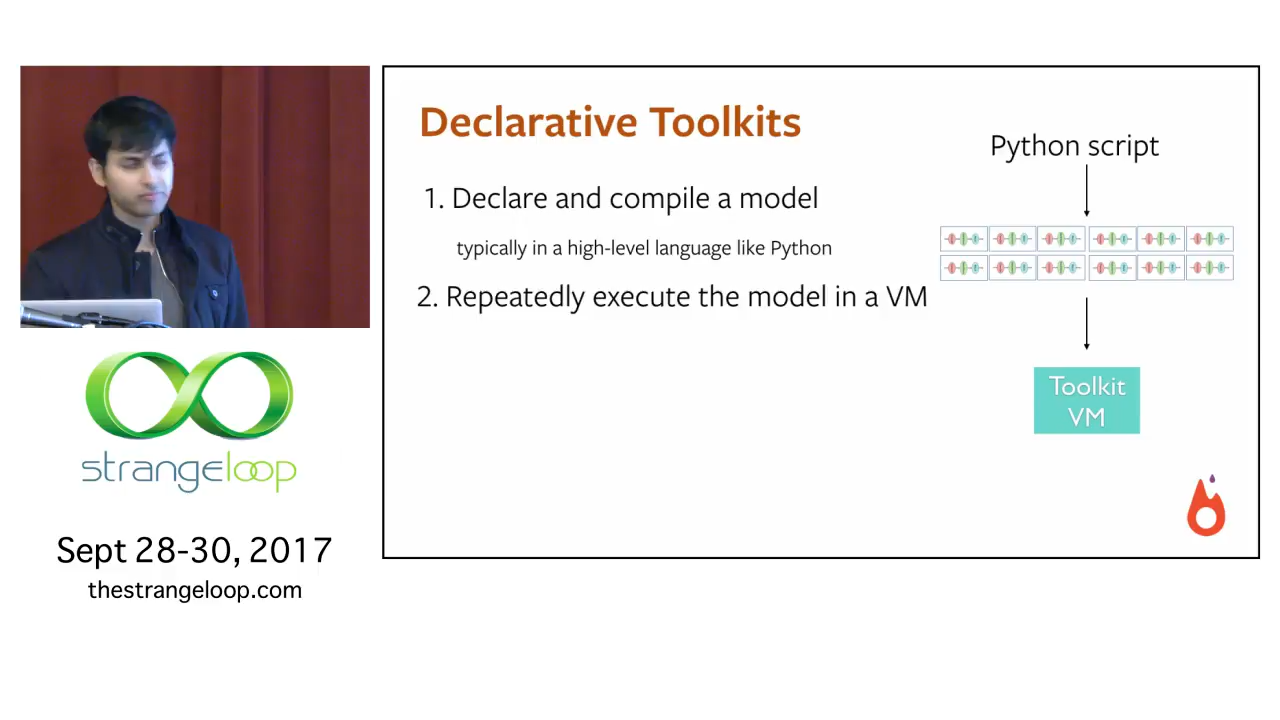 Declarative Toolkits
1. Declare and compile a model
typically in a high-level language like Python
2. Repeatedly execute the model in a VM
Python script
Toolkit
VM
strangeloop
Sept 28-30, 2017
thestrangeloop.com